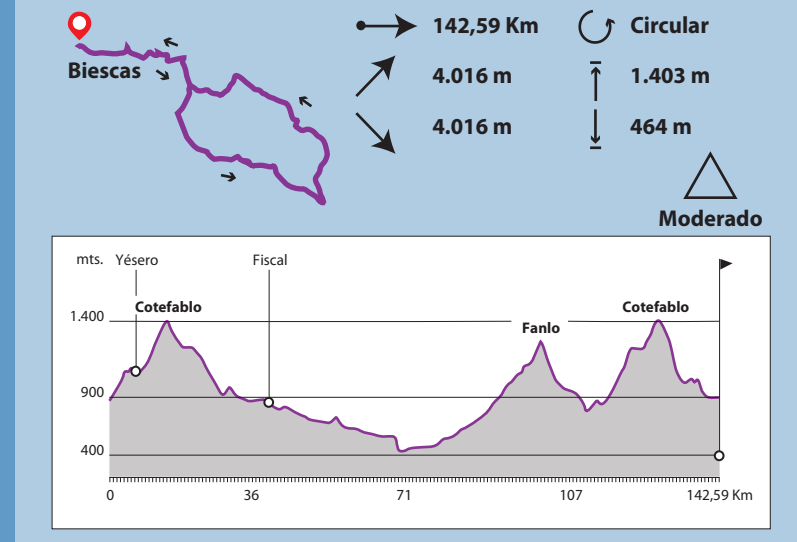 142,59 Km
Circular
Biescas
4.016 m
1.403 m
4.016 m
464 m
Moderado
mts.
Yésero
Fiscal
Cotefablo
Cotefablo
1.400
Fanlo
900
400
0
36
71
107
142,59 Km